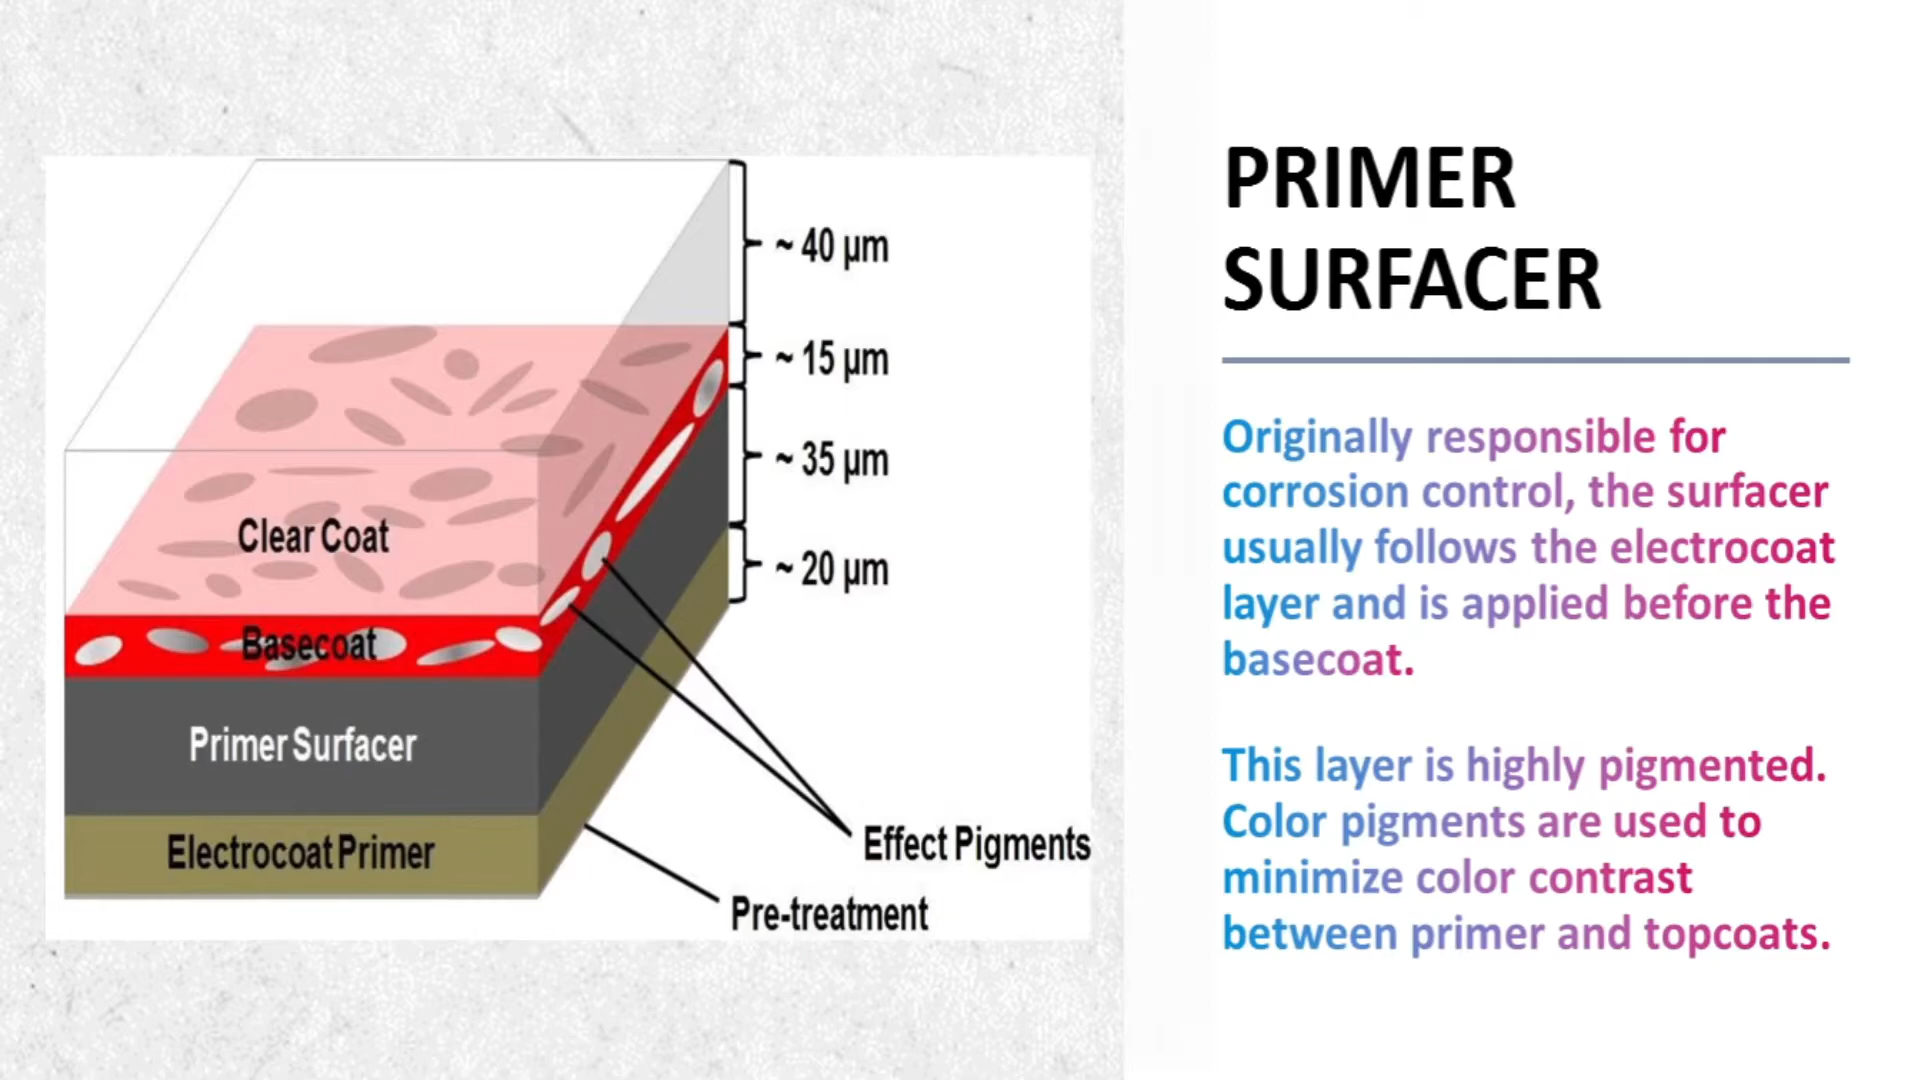 ~ 40 µm
~ 15 µm
~ 35 µm
~ 20 µm
Clear Coat
Basecoat
Primer Surfacer
Electrocoat Primer
Effect Pigments
Pre-treatment
PRIMER
SURFACER
Originally responsible for
corrosion control, the surfacer
usually follows the electrocoat
layer and is applied before the
basecoat.
This layer is highly pigmented.
Color pigments are used to
minimize color contrast
between primer and topcoats.